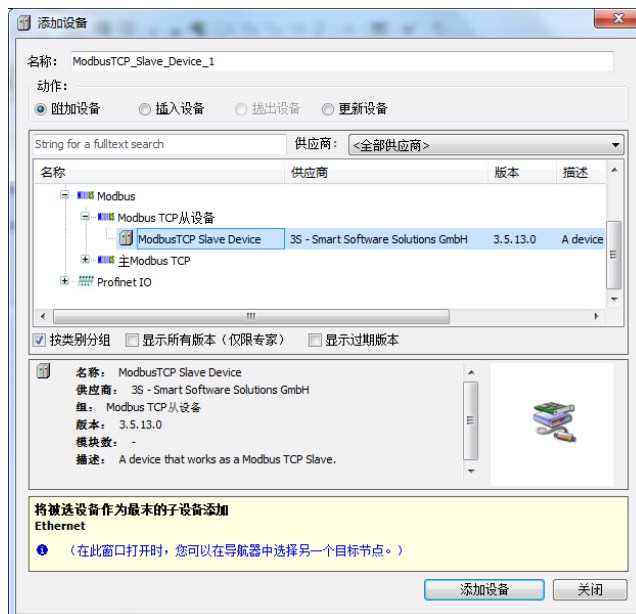 添加设备
名称: ModbusTCP_Slave_Device_1
动作:
附加设备 插入设备 拔出设备 更新设备
String for a fulltext search 供应商: <全部供应商>
名称 供应商 版本 描述
Modbus
Modbus TCP从设备
ModbusTCP Slave Device 3S - Smart Software Solutions GmbH 3.5.13.0 A device
主Modbus TCP
Profinet IO
按类别分组 显示所有版本（仅限专家） 显示过期版本
名称: ModbusTCP Slave Device
供应商: 3S - Smart Software Solutions GmbH
组: Modbus TCP从设备
版本: 3.5.13.0
模块数: -
描述: A device that works as a Modbus TCP Slave.
将被选设备作为最末的子设备添加
Ethernet
（在此窗口打开时，您可以在导航器中选择另一个目标节点。）
添加设备 关闭